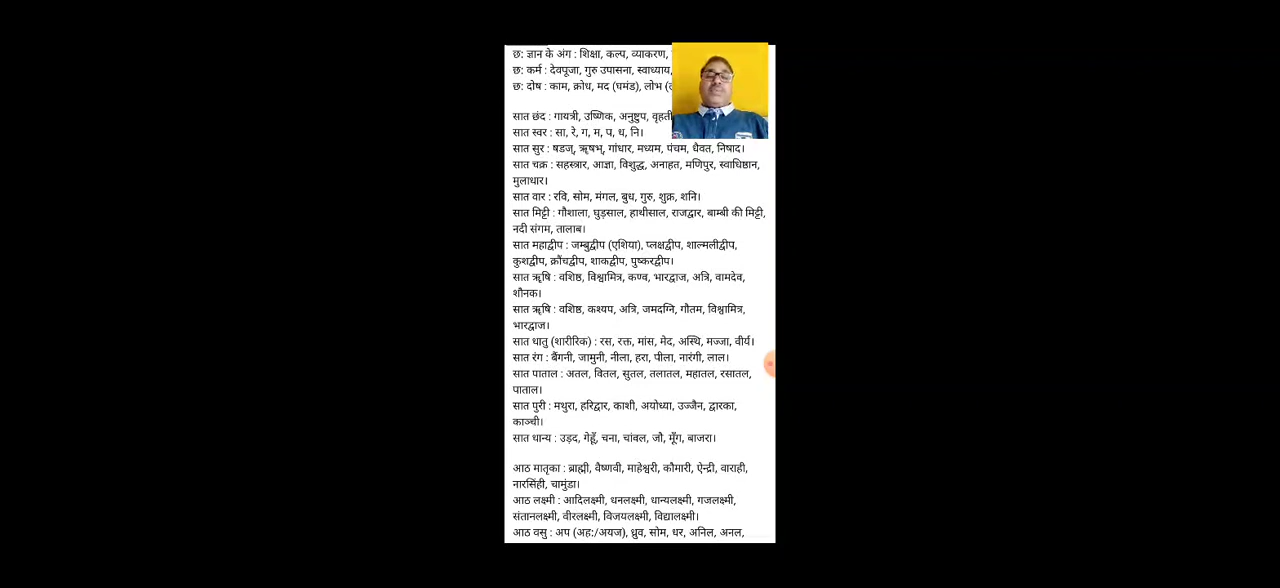 छ: ज्ञान के अंग : शिक्षा, कल्प, व्याकरण,
छ: कर्म : देवपूजा, गुरु उपासना, स्वाध्याय,
छ: दोष : काम, क्रोध, मद (घमंड), लोभ
सात छंद : गायत्री, उष्णिक, अनुष्टुप, वृहती
सात स्वर : सा, रे, ग, म, प, ध, नि।
सात सुर : षडज्, ऋषभ्, गांधार, मध्यम, पंचम, धैवत, निषाद।
सात चक्र : सहस्त्रार, आज्ञा, विशुद्ध, अनाहत, मणिपुर, स्वाधिष्ठान,
मुलाधार।
सात वार : रवि, सोम, मंगल, बुध, गुरु, शुक्र, शनि।
सात मिट्टी : गौशाला, घुड़साल, हाथीसाल, राजद्वार, बाम्बी की मिट्टी,
नदी संगम, तालाब।
सात महाद्वीप : जम्बुद्वीप (एशिया), प्लक्षद्वीप, शाल्मलीद्वीप,
कुशद्वीप, क्रौंचद्वीप, शाकद्वीप, पुष्करद्वीप।
सात ॠषि : वशिष्ठ, विश्वामित्र, कण्व, भारद्वाज, अत्रि, वामदेव,
शौनक।
सात ॠषि : वशिष्ठ, कश्यप, अत्रि, जमदग्नि, गौतम, विश्वामित्र,
भारद्वाज।
सात धातु (शारीरिक) : रस, रक्त, मांस, मेद, अस्थि, मज्जा, वीर्य।
सात रंग : बैंगनी, जामुनी, नीला, हरा, पीला, नारंगी, लाल।
सात पाताल : अतल, वितल, सुतल, तलातल, महातल, रसातल,
पाताल।
सात पुरी : मथुरा, हरिद्वार, काशी, अयोध्या, उज्जैन, द्वारका,
काञ्ची।
सात धान्य : उड़द, गेहूँ, चना, चांवल, जौ, मूँग, बाजरा।
आठ मातृका : ब्राह्मी, वैष्णवी, माहेश्वरी, कौमारी, ऐन्द्री, वाराही,
नारसिंही, चामुंडा।
आठ लक्ष्मी : आदिलक्ष्मी, धनलक्ष्मी, धान्यलक्ष्मी, गजलक्ष्मी,
संतानलक्ष्मी, वीरलक्ष्मी, विजयलक्ष्मी, विद्यालक्ष्मी।
आठ वसु : अप (अह:/अयज), ध्रुव, सोम, धर, अनिल, अनल,